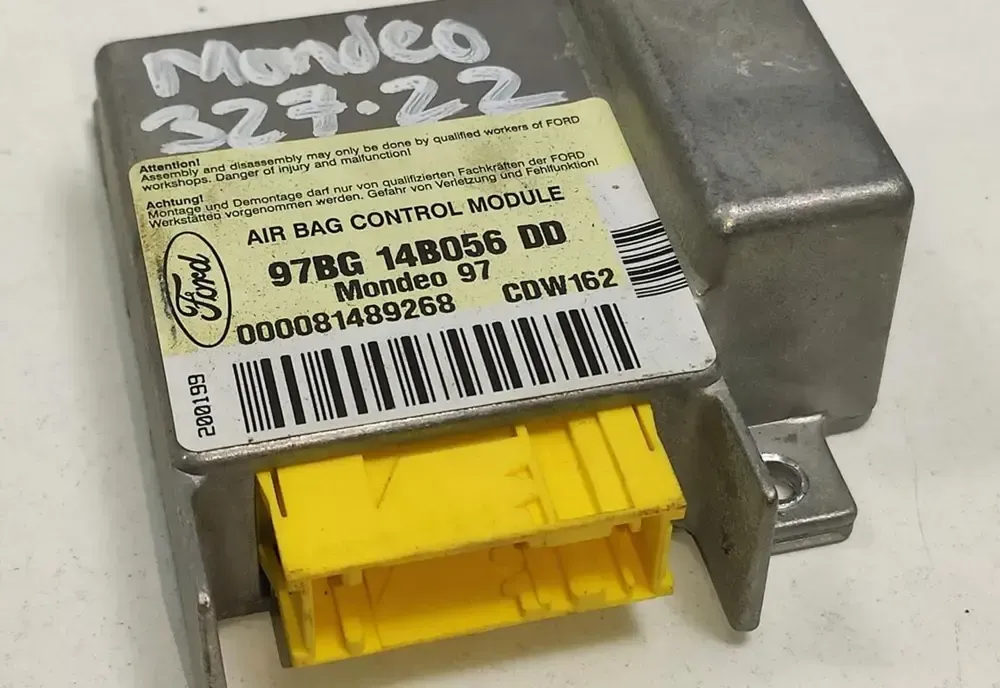 Mondeo
327.22
Attention!
Assembly and disassembly may only be done by qualified workers of FORD
workshops. Danger of injury and malfunction!
Achtung!
Montage und Demontage darf nur von qualifizierten Fachkräften der FORD
Werkstätten vorgenommen werden. Gefahr von Verletzung und Fehlfunktion!
AIR BAG CONTROL MODULE
Ford
97BG 14B056 DD
Mondeo 97
000081489268 CDW162
200199